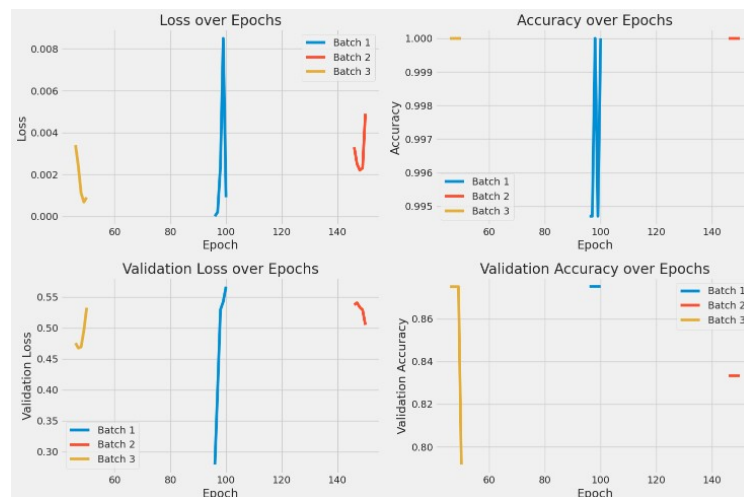 Loss over Epochs
0.008
0.006
0.004
0.002
0.000
Loss
Batch 1
Batch 2
Batch 3
60 80 100 120 140
Epoch
Accuracy over Epochs
1.000
0.999
0.998
0.997
0.996
0.995
Accuracy
Batch 1
Batch 2
Batch 3
60 80 100 120 140
Epoch
Validation Loss over Epochs
0.55
0.50
0.45
0.40
0.35
0.30
Validation Loss
Batch 1
Batch 2
Batch 3
60 80 100 120 140
Epoch
Validation Accuracy over Epochs
0.86
0.84
0.82
0.80
Validation Accuracy
Batch 1
Batch 2
Batch 3
60 80 100 120 140
Epoch